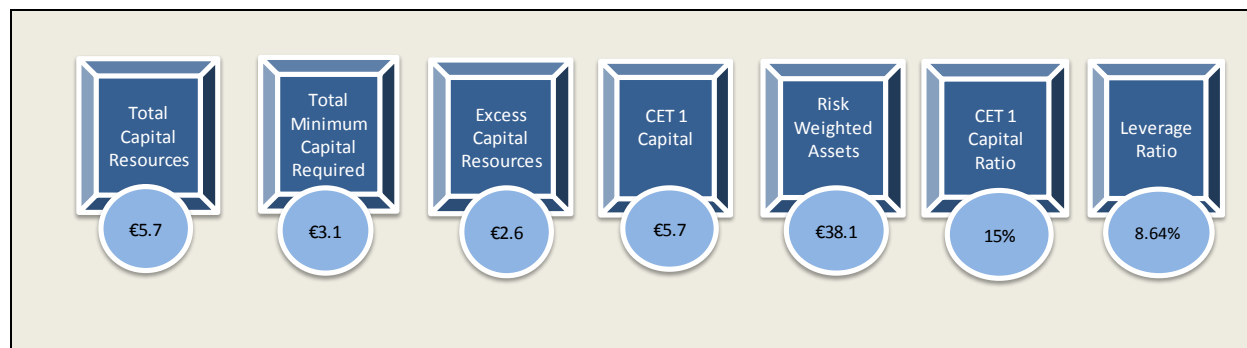 Total
Capital
Resources
€5.7
Total
Minimum
Capital
Required
€3.1
Excess
Capital
Resources
€2.6
CET 1
Capital
€5.7
Risk
Weighted
Assets
€38.1
CET 1
Capital
Ratio
15%
Leverage
Ratio
8.64%